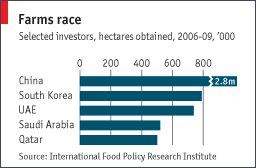 Farms race
Selected investors, hectares obtained, 2006-09, ’000
0 200 400 600 800
China 2.8m
South Korea
UAE
Saudi Arabia
Qatar
Source: International Food Policy Research Institute